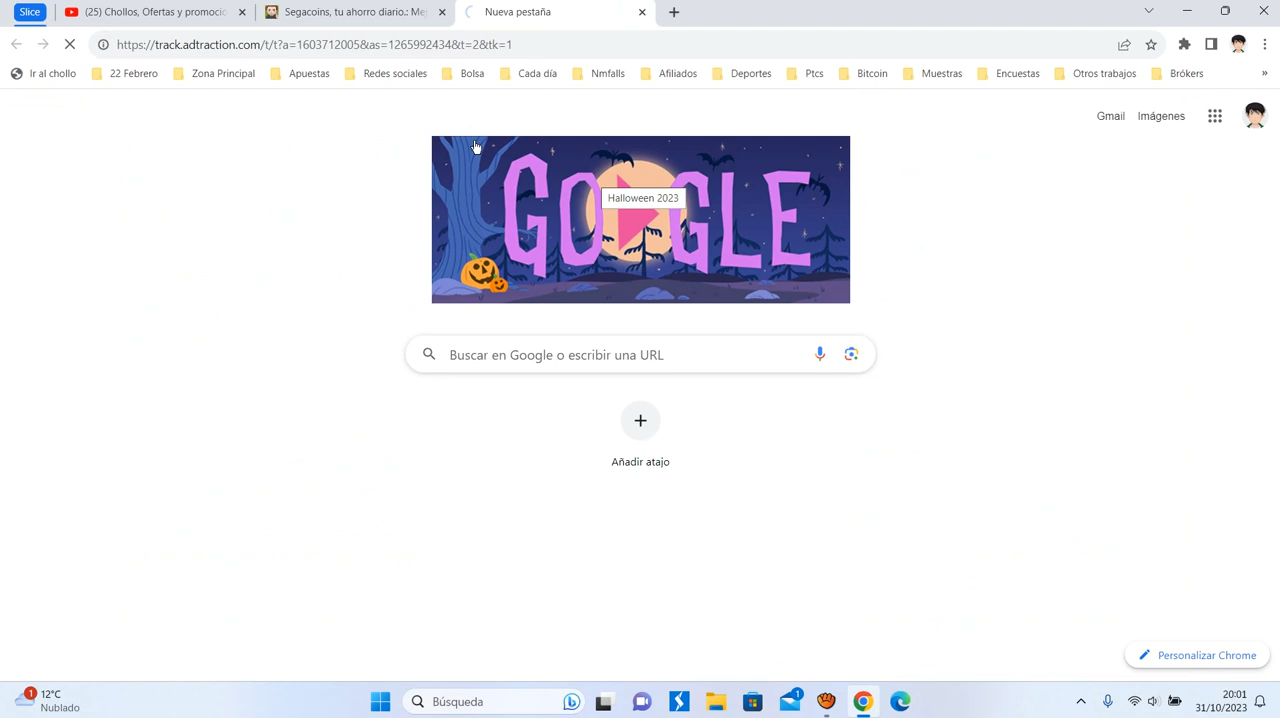 Slice
(25) Chollos, Ofertas y promocio
Segacoins, tu ahorro diario.: Mej
Nueva pestaña
https://track.adtraction.com/t/t?a=1603712005&as=1265992434&t=2&tk=1
Ir al chollo
22 Febrero
Zona Principal
Apuestas
Redes sociales
Bolsa
Cada día
Nmfalls
Afiliados
Deportes
Ptcs
Bitcoin
Muestras
Encuestas
Otros trabajos
Brókers
»
Gmail
Imágenes
GOOGLE
Halloween 2023
Buscar en Google o escribir una URL
Añadir atajo
Personalizar Chrome
1
12°C
Nublado
Búsqueda
1
20:01
31/10/2023